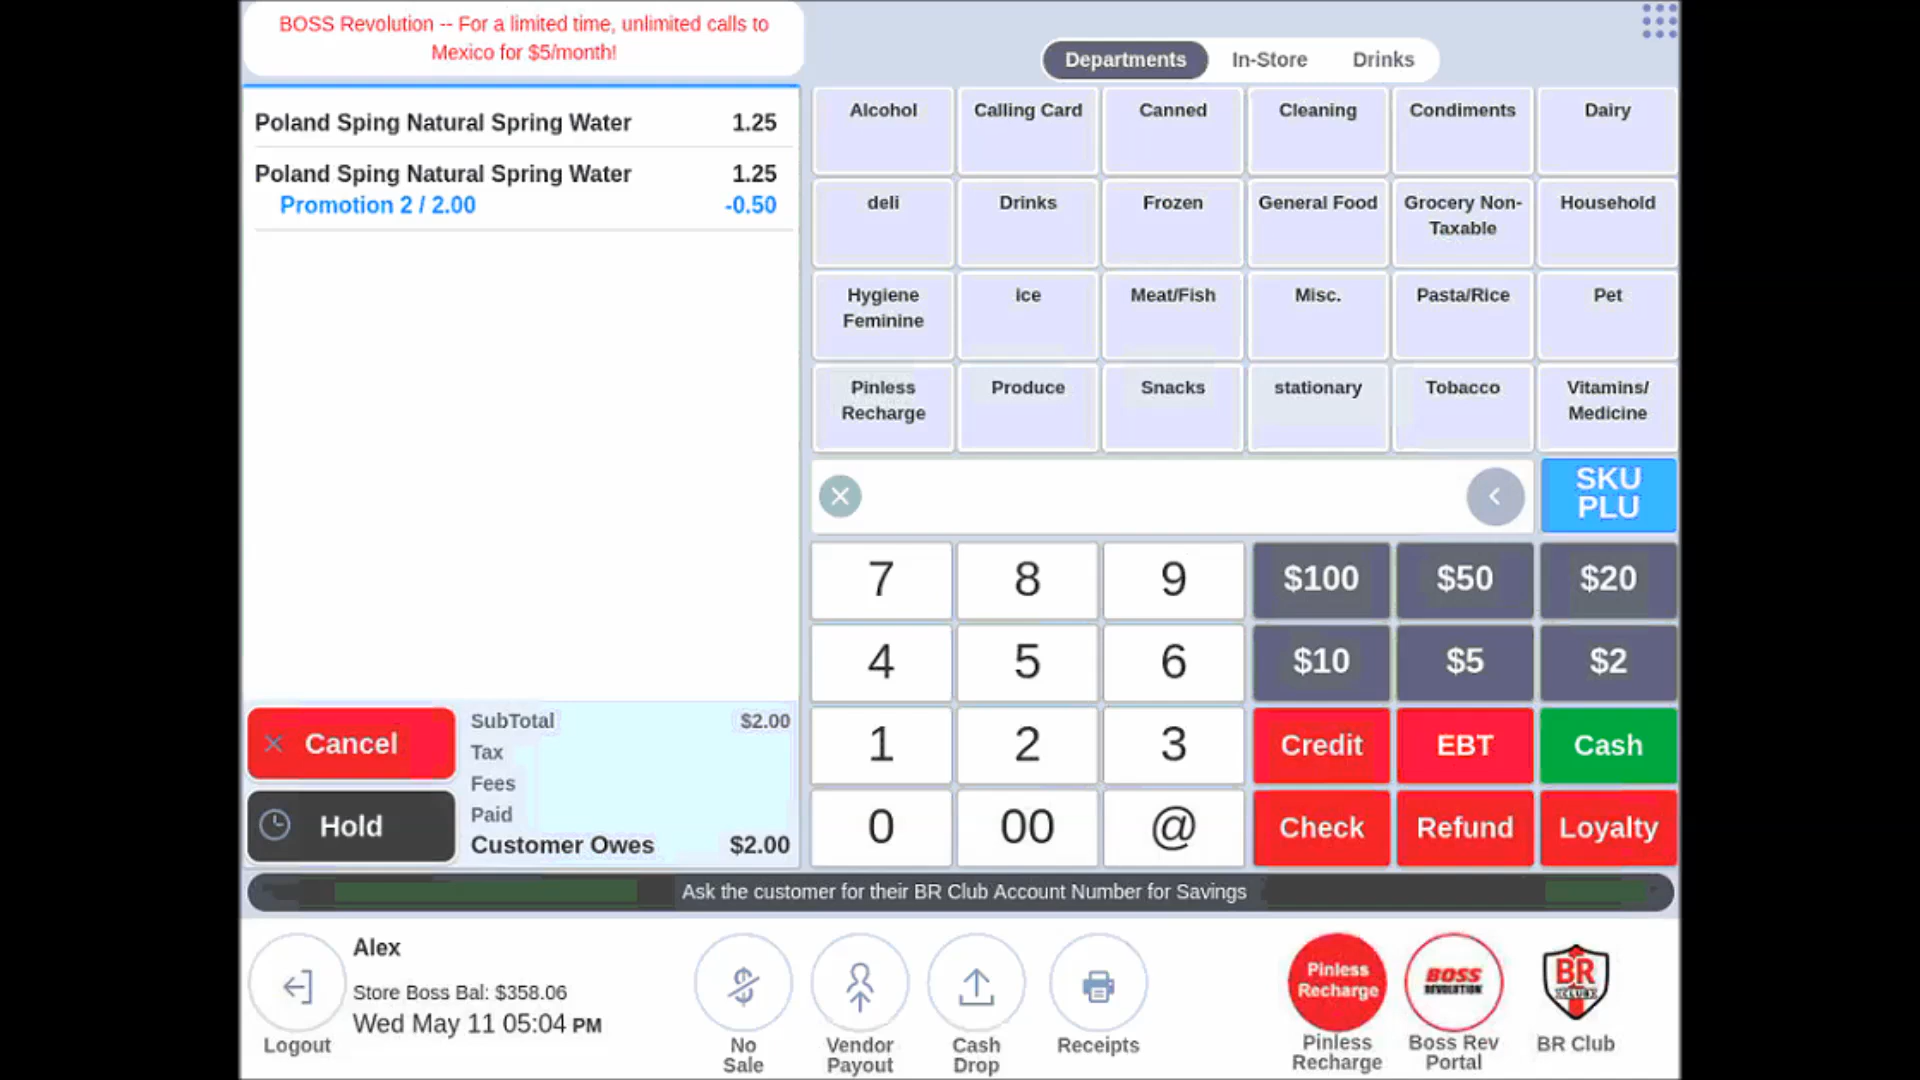 BOSS Revolution -- For a limited time, unlimited calls to
Mexico for $5/month!
Departments In-Store Drinks
Poland Sping Natural Spring Water 1.25
Poland Sping Natural Spring Water 1.25
Promotion 2 / 2.00 -0.50
Alcohol Calling Card Canned Cleaning Condiments Dairy
deli Drinks Frozen General Food Grocery Non-
Taxable Household
Hygiene
Feminine ice Meat/Fish Misc. Pasta/Rice Pet
Pinless
Recharge Produce Snacks stationary Tobacco Vitamins/
Medicine
SKU
PLU
7 8 9 $100 $50 $20
4 5 6 $10 $5 $2
1 2 3 Credit EBT Cash
0 00 @ Check Refund Loyalty
Cancel
Hold
SubTotal $2.00
Tax
Fees
Paid
Customer Owes $2.00
Ask the customer for their BR Club Account Number for Savings
Alex
Store Boss Bal: $358.06
Wed May 11 05:04 PM
Logout
No
Sale
Vendor
Payout
Cash
Drop
Receipts
Pinless
Recharge
Pinless
Recharge
BOSS
REVOLUTION
Boss Rev
Portal
BR
CLUB
BR Club